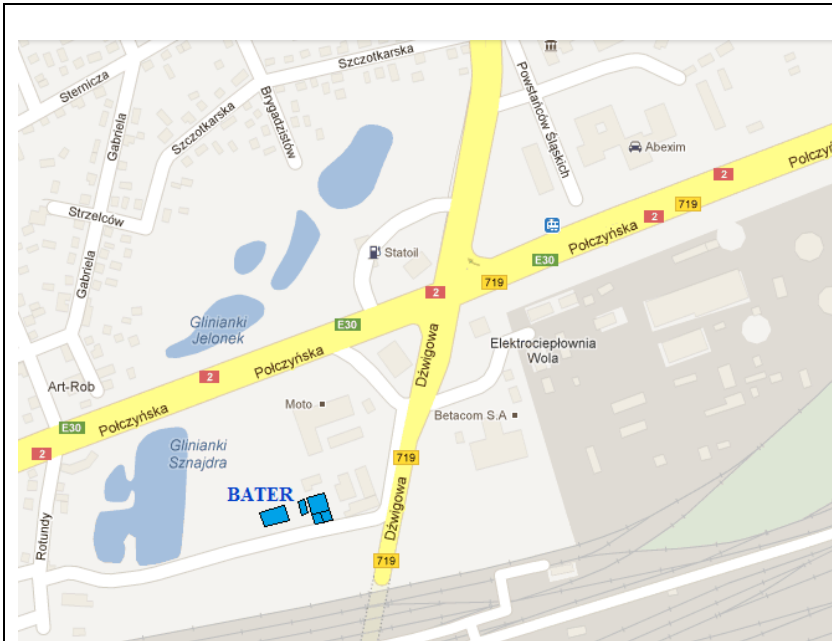 Szczotkarska
Sternicza
Brygadzistów
Powstańców Śląskich
Gabriela
Szczotkarska
Abexim
Połczyń
2
2
719
Strzelców
Połczyńska
Statoil
E30
Gabriela
719
2
Glinianki
Jelonek
E30
Elektrociepłownia
Wola
Dźwigowa
Połczyńska
2
Art-Rob
Moto
Połczyńska
Betacom S.A
E30
Glinianki
Sznajdra
2
719
BATER
Dźwigowa
Rotundy
719